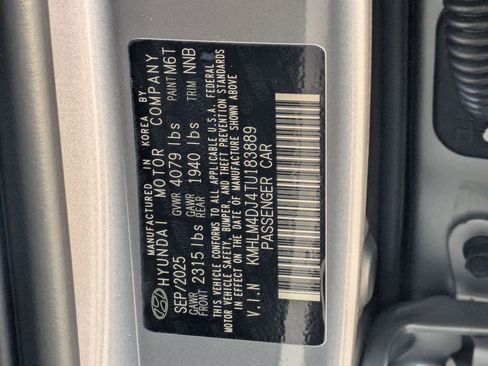 MANUFACTURED IN KOREA BY
HYUNDAI MOTOR COMPANY
SEP/2025 GVWR 4079 lbs PAINT M6T
GAWR FRONT 2315 lbs GAWR REAR 1940 lbs TRIM NNB
THIS VEHICLE CONFORMS TO ALL APPLICABLE U.S.A. FEDERAL
MOTOR VEHICLE SAFETY, BUMPER, AND THEFT PREVENTION STANDARDS
IN EFFECT ON THE DATE OF MANUFACTURE SHOWN ABOVE.
V.I.N KMHLM4DJ4TU183889
PASSENGER CAR